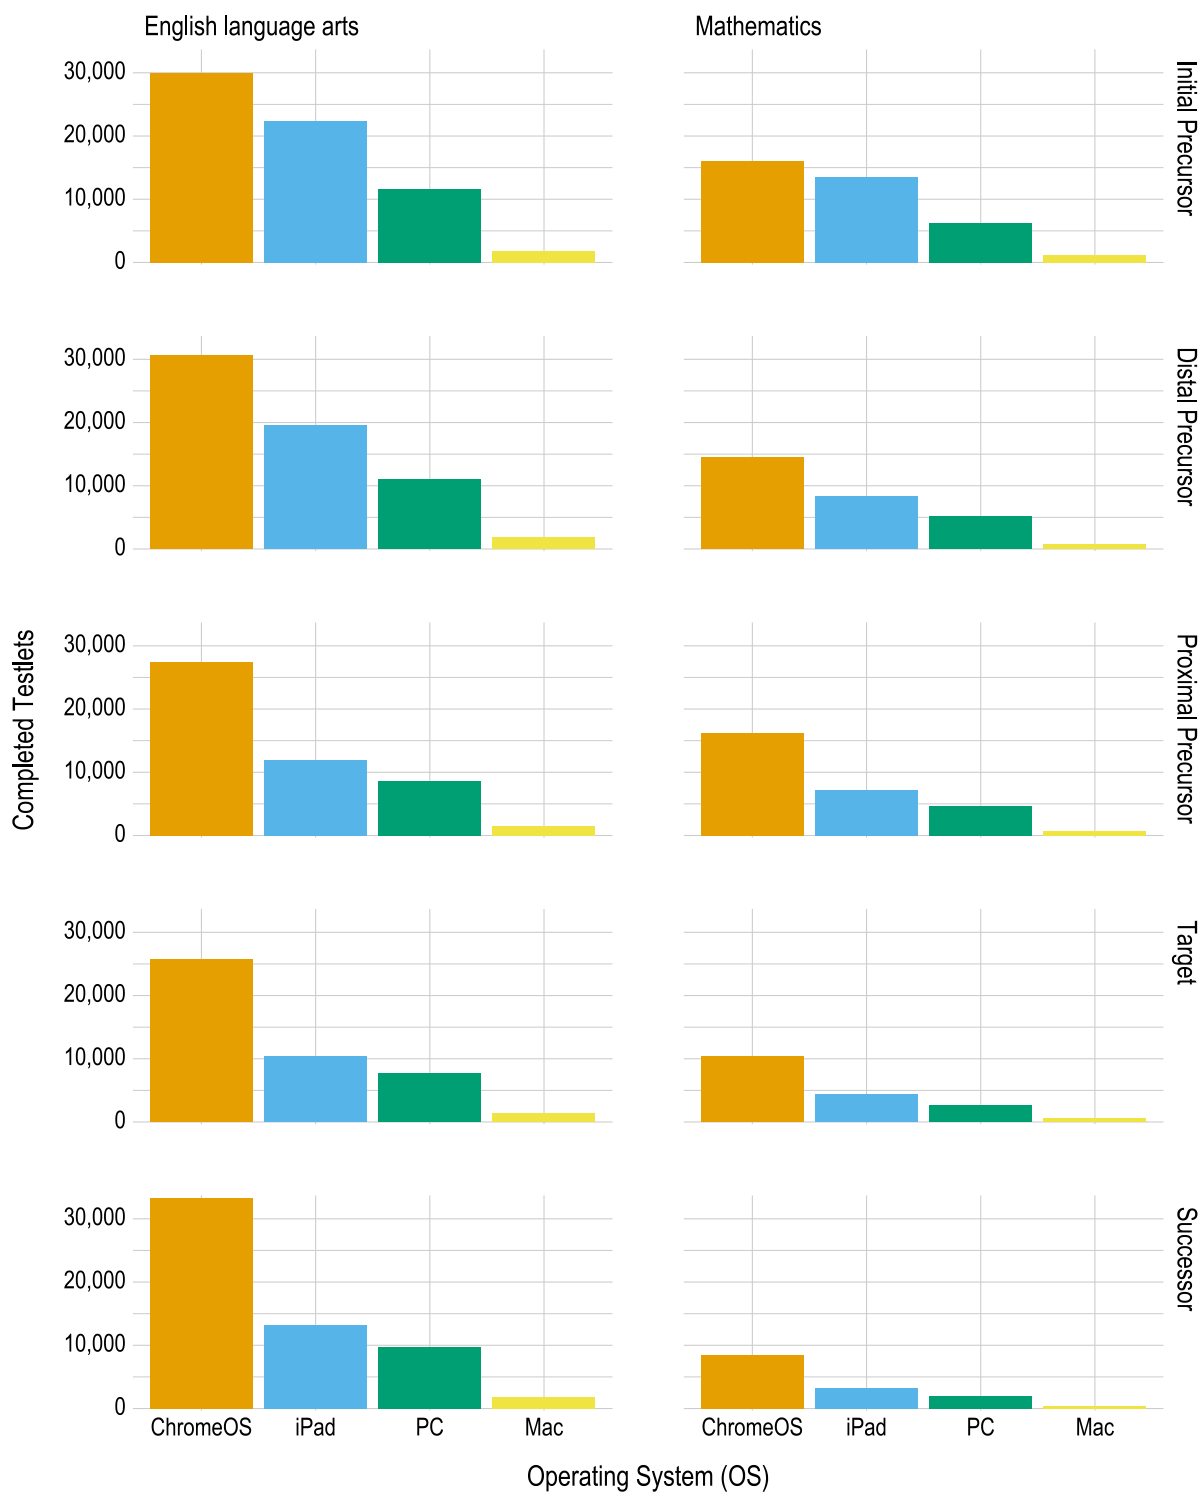 English language arts
Mathematics
30,000
20,000
10,000
0
Initial Precursor
30,000
20,000
10,000
0
Distal Precursor
Completed Testlets
30,000
20,000
10,000
0
Proximal Precursor
30,000
20,000
10,000
0
Target
30,000
20,000
10,000
0
Successor
ChromeOS iPad PC Mac
ChromeOS iPad PC Mac
Operating System (OS)